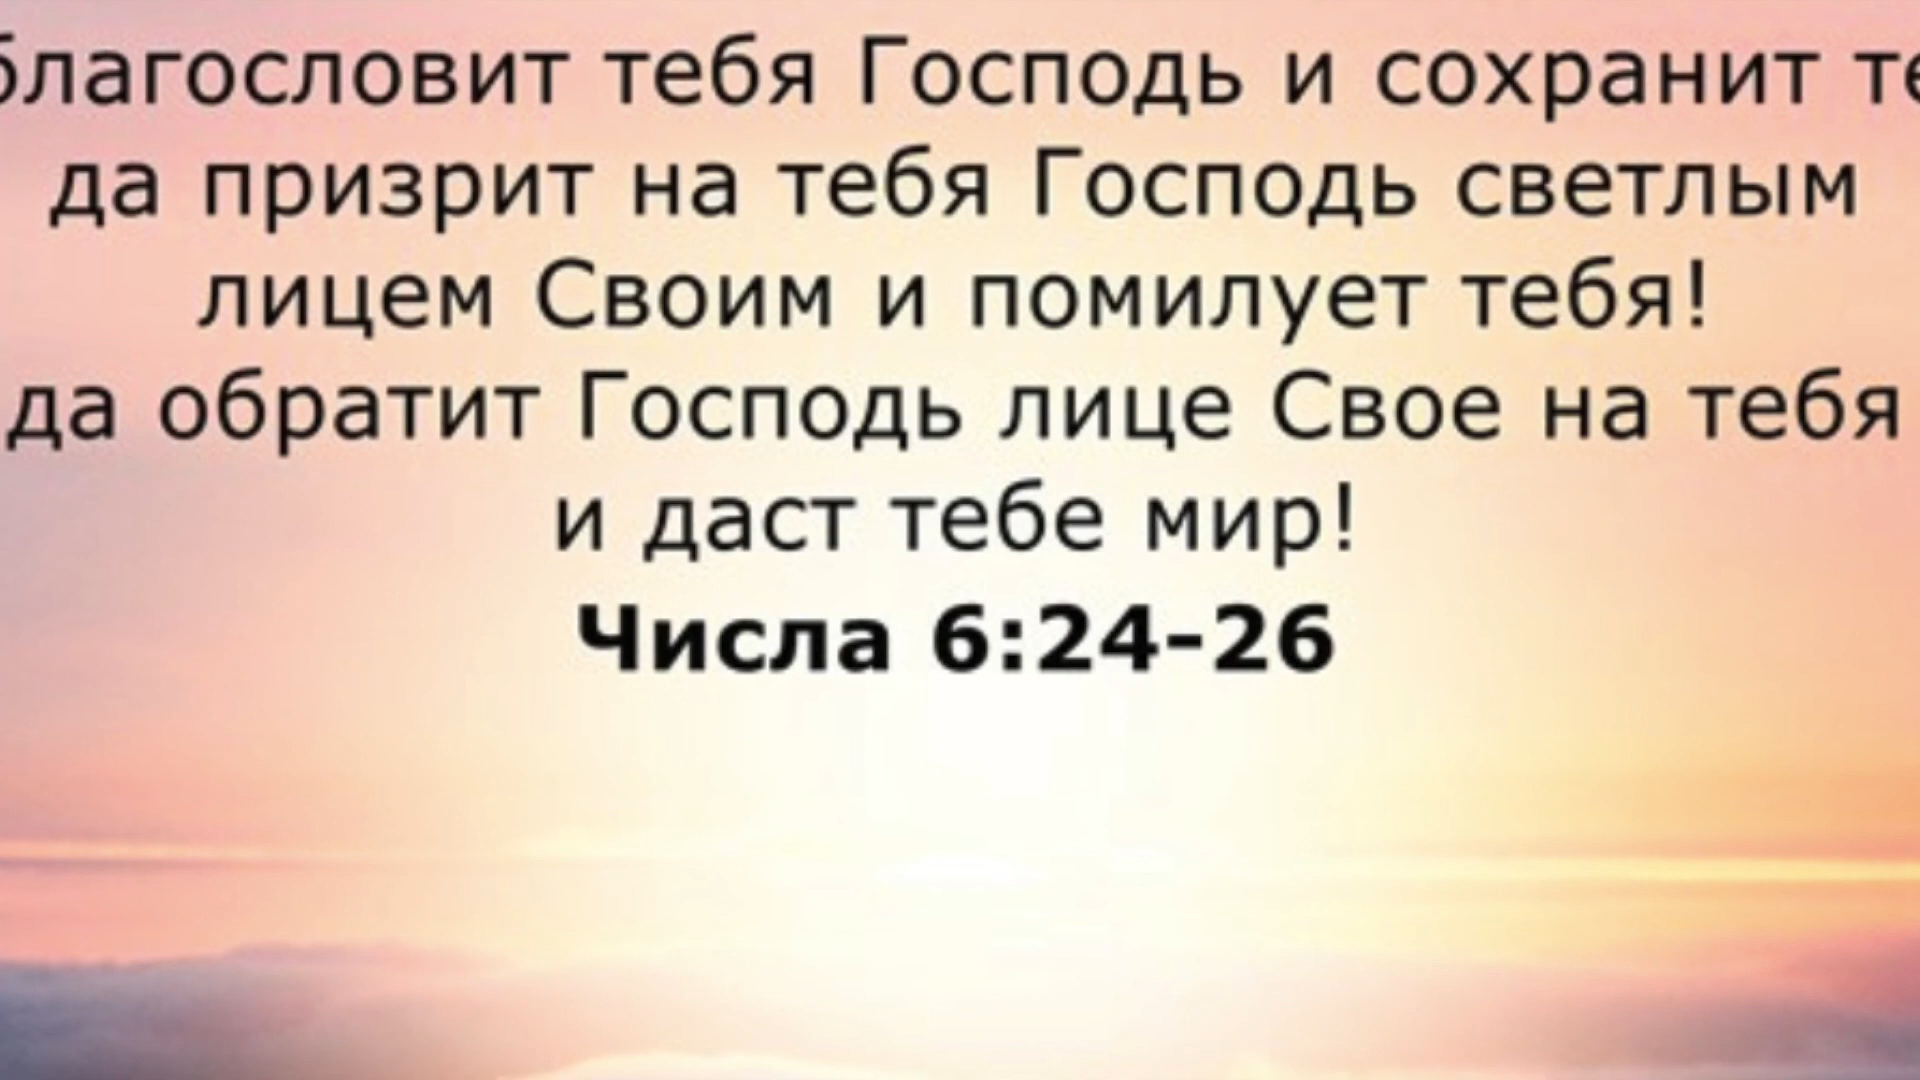 благословит тебя Господь и сохранит
да призрит на тебя Господь светлым
лицем Своим и помилует тебя!
да обратит Господь лице Свое на тебя
и даст тебе мир!
Числа 6:24-26